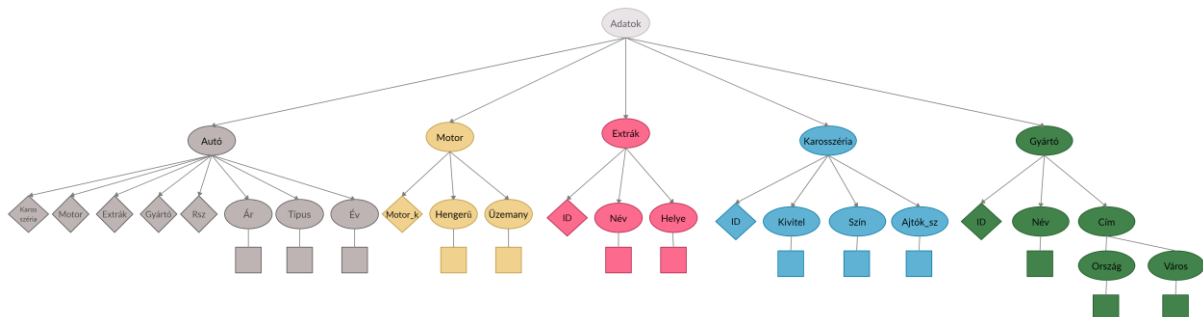 Adatok
Autó
Motor
Extrák
Karosszéria
Gyártó
Karos
széria
Motor
Extrák
Gyártó
Rsz
Ár
Típus
Év
Motor_k
Hengerü
Üzemany
ID
Név
Helye
ID
Kivitel
Szín
Ajtók_sz
ID
Név
Cím
Ország
Város